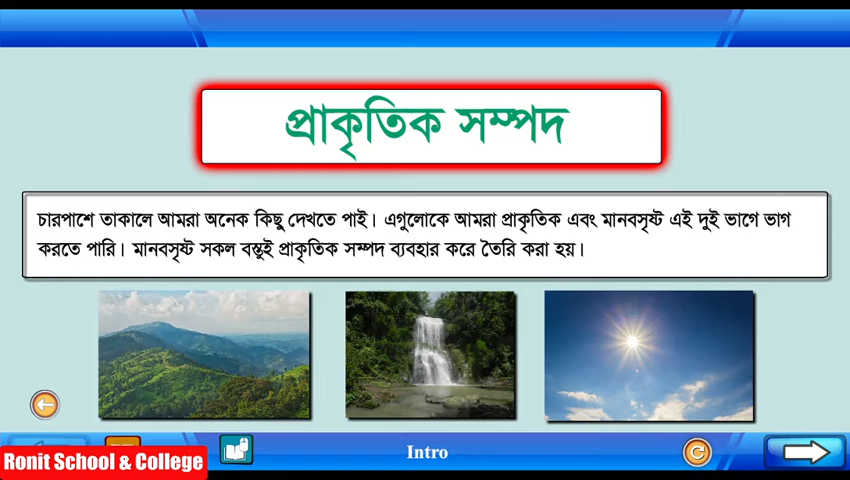 প্রাকৃতিক সম্পদ
চারপাশে তাকালে আমরা অনেক কিছু দেখতে পাই। এগুলোকে আমরা প্রাকৃতিক এবং মানবসৃষ্ট এই দুই ভাগে ভাগ
করতে পারি। মানবসৃষ্ট সকল বস্তুই প্রাকৃতিক সম্পদ ব্যবহার করে তৈরি করা হয়।
Intro
Ronit School & College